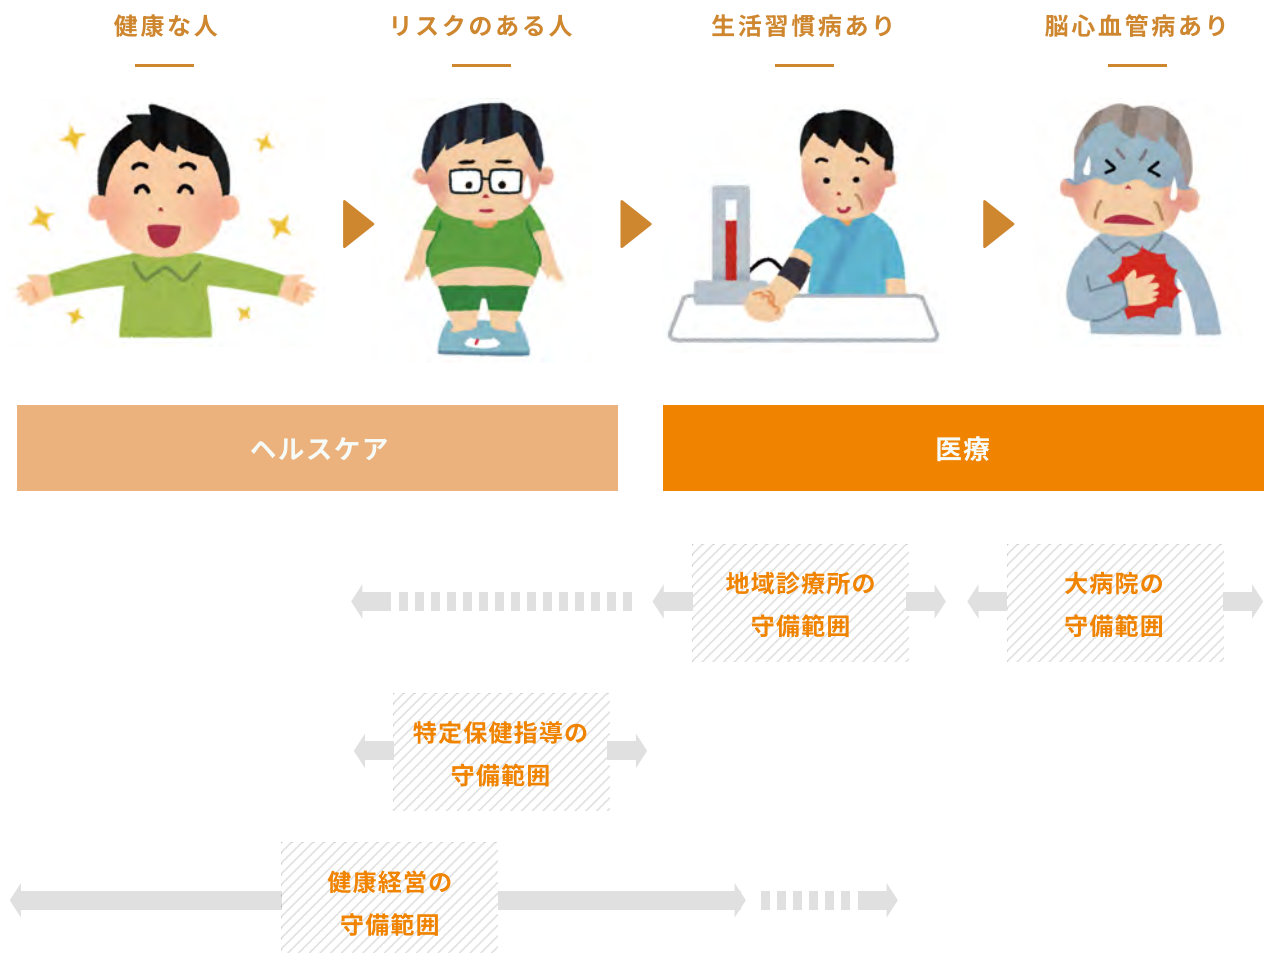 健康な人
リスクのある人
生活習慣病あり
脳心血管病あり
ヘルスケア
医療
地域診療所の
守備範囲
大病院の
守備範囲
特定保健指導の
守備範囲
健康経営の
守備範囲